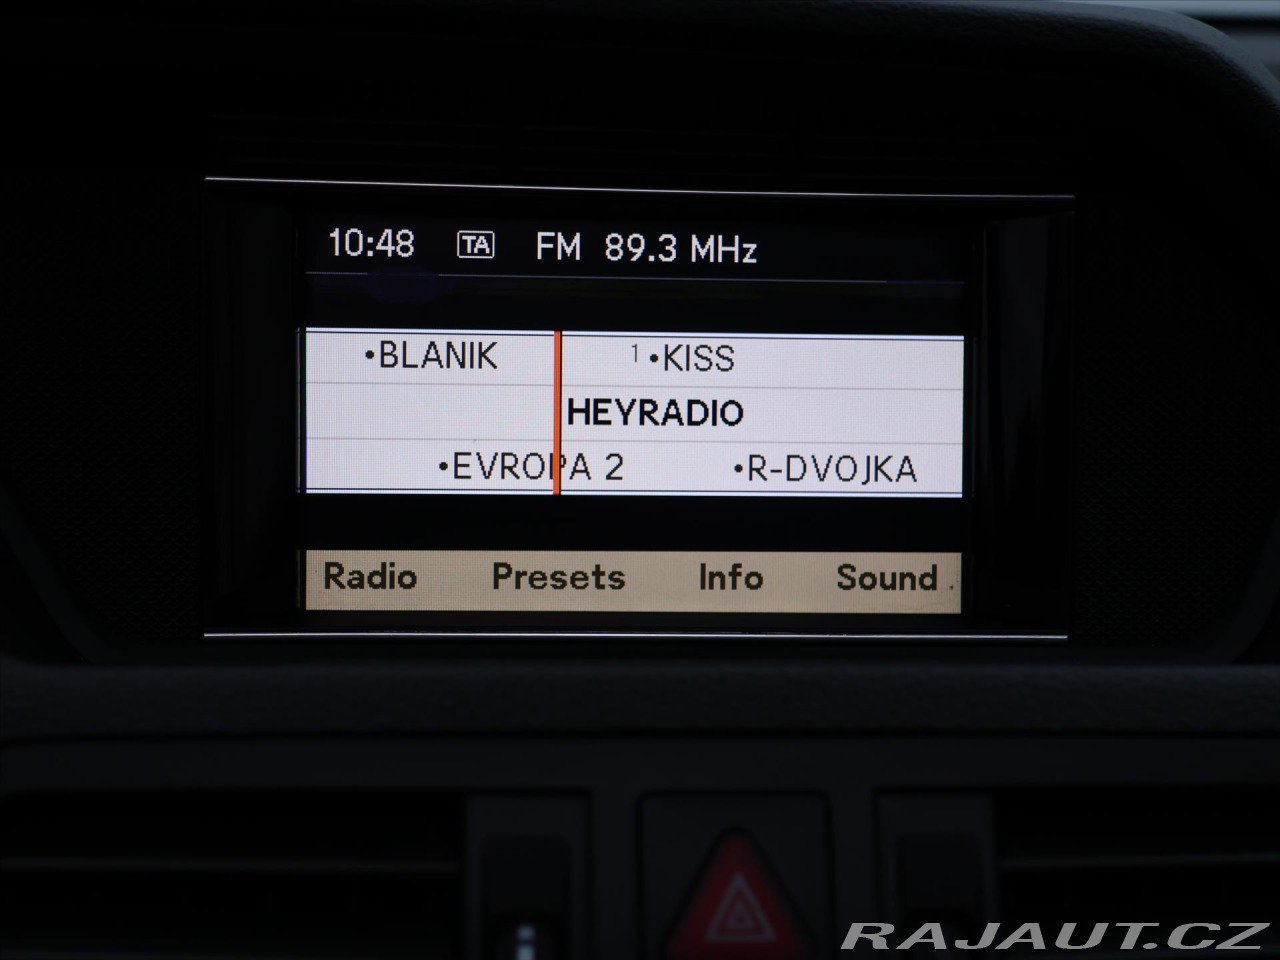 10:48 TA FM 89.3 MHz
•BLANIK 1 •KISS
HEYRADIO
•EVROPA 2 •R-DVOJKA
Radio Presets Info Sound
RAJAUT.CZ